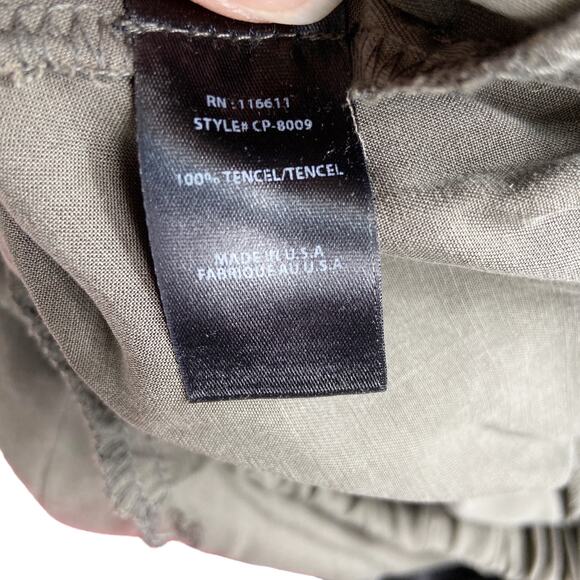 RN : 116611
STYLE# CP-8009
100% TENCEL/TENCEL
MADE IN U.S.A
FABRIQUE AU U.S.A.